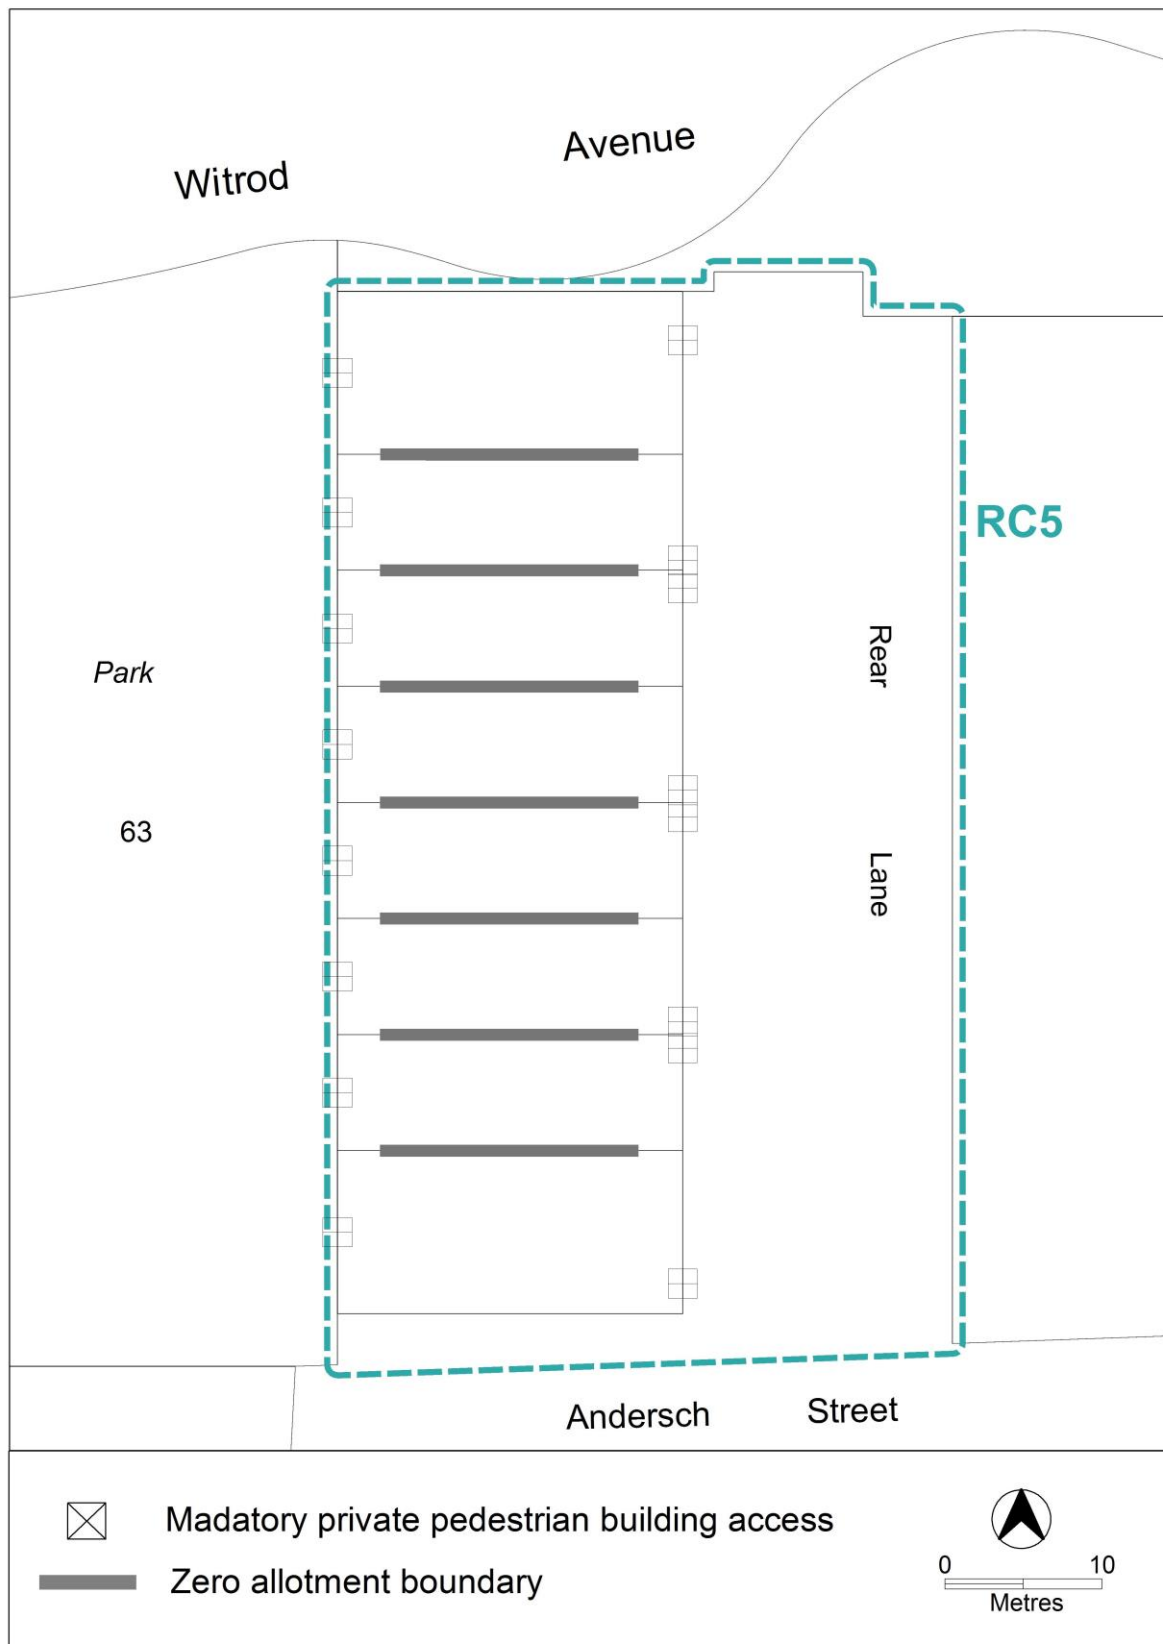 Witrod Avenue
RC5
Rear
Park
63
Lane
Andersch Street
Madatory private pedestrian building access
Zero allotment boundary
0 10
Metres